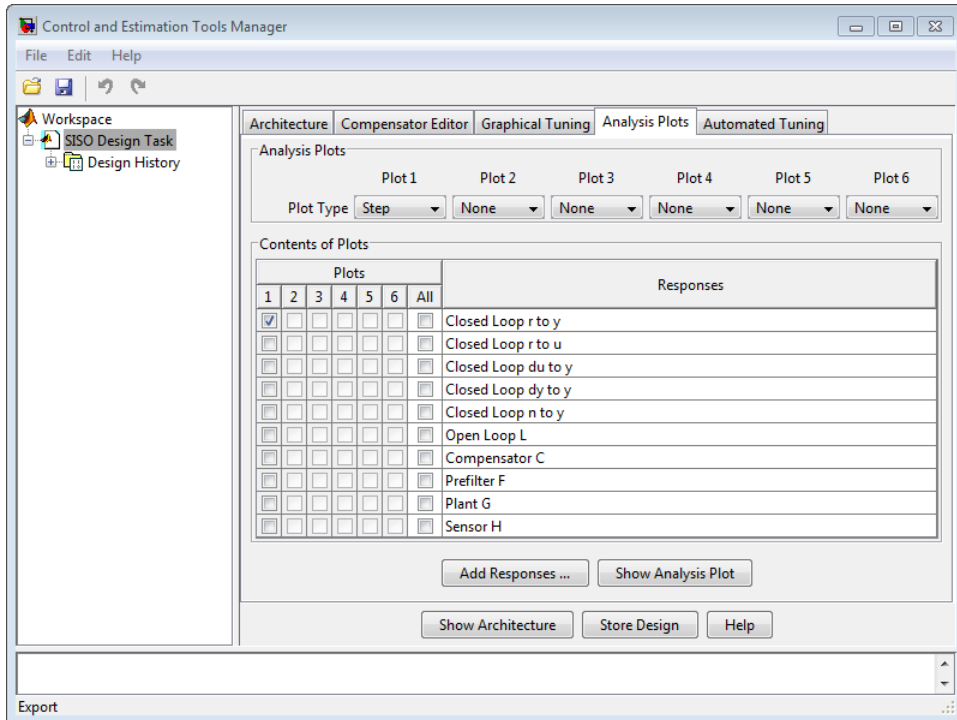 Control and Estimation Tools Manager
File Edit Help
Workspace
SISO Design Task
Design History
Architecture Compensator Editor Graphical Tuning Analysis Plots Automated Tuning
Analysis Plots
Plot 1 Plot 2 Plot 3 Plot 4 Plot 5 Plot 6
Plot Type Step None None None None None
Contents of Plots
Plots
Responses
1 2 3 4 5 6 All
Closed Loop r to y
Closed Loop r to u
Closed Loop du to y
Closed Loop dy to y
Closed Loop n to y
Open Loop L
Compensator C
Prefilter F
Plant G
Sensor H
Add Responses ... Show Analysis Plot
Show Architecture Store Design Help
Export